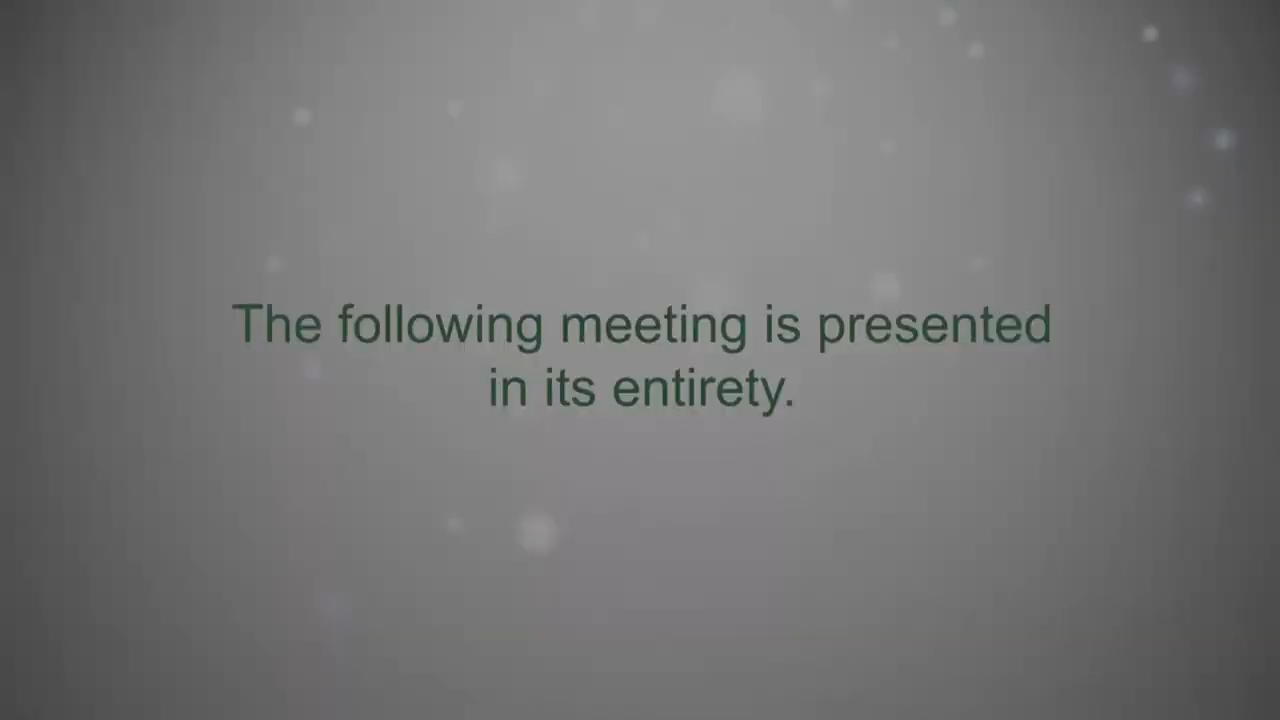 The following meeting is presented
in its entirety.